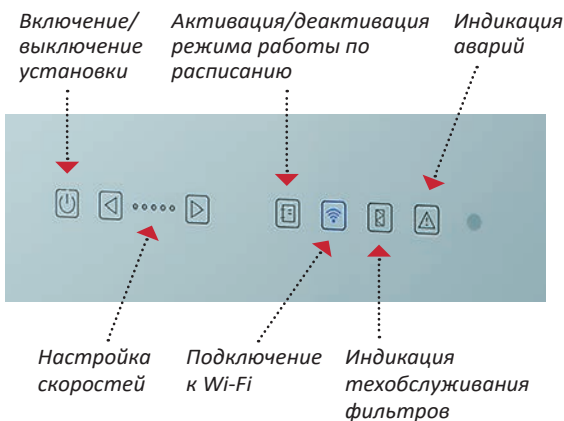 Включение/
выключение
установки
Активация/деактивация
режима работы по
расписанию
Индикация
аварий
Настройка
скоростей
Подключение
к Wi-Fi
Индикация
техобслуживания
фильтров